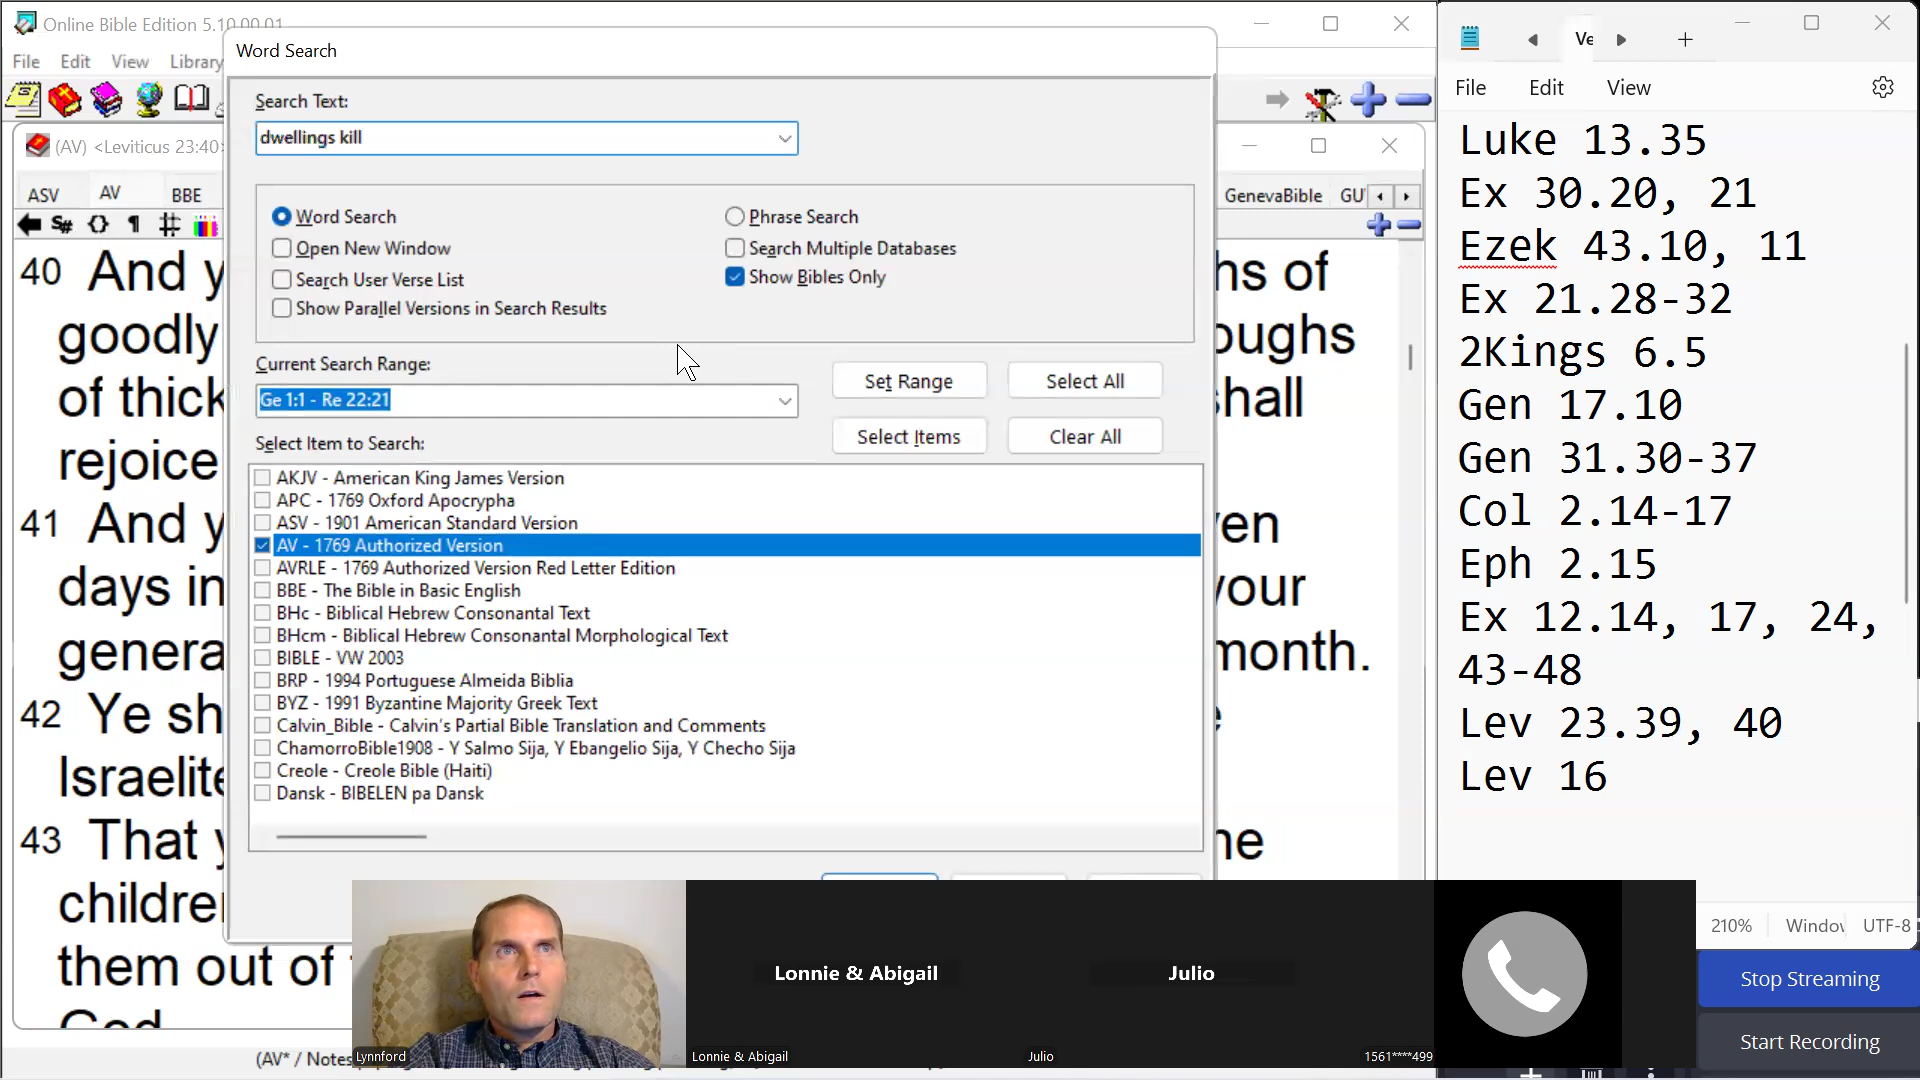 Online Bible Edition 5.10.00.01
File Edit View Library
(AV) <Leviticus 23:40>
ASV AV BBE
40 And y
goodly
of thick
rejoice
41 And y
days in
genera
42 Ye sh
Israelite
43 That y
children
them out of
God
Word Search
Search Text:
dwellings kill
Word Search
Phrase Search
Open New Window
Search Multiple Databases
Search User Verse List
Show Bibles Only
Show Parallel Versions in Search Results
Current Search Range:
Ge 1:1 - Re 22:21
Set Range
Select All
Select Items
Clear All
Select Item to Search:
AKJV - American King James Version
APC - 1769 Oxford Apocrypha
ASV - 1901 American Standard Version
AV - 1769 Authorized Version
AVRLE - 1769 Authorized Version Red Letter Edition
BBE - The Bible in Basic English
BHc - Biblical Hebrew Consonantal Text
BHcm - Biblical Hebrew Consonantal Morphological Text
BIBLE - VW 2003
BRP - 1994 Portuguese Almeida Biblia
BYZ - 1991 Byzantine Majority Greek Text
Calvin_Bible - Calvin's Partial Bible Translation and Comments
ChamorroBible1908 - Y Salmo Sija, Y Ebangelio Sija, Y Checho Sija
Creole - Creole Bible (Haiti)
Dansk - BIBELEN pa Dansk
GenevaBible GU
hs of
oughs
shall
en
your
month.
(AV* / Notes
Ve
File Edit View
Luke 13.35
Ex 30.20, 21
Ezek 43.10, 11
Ex 21.28-32
2Kings 6.5
Gen 17.10
Gen 31.30-37
Col 2.14-17
Eph 2.15
Ex 12.14, 17, 24,
43-48
Lev 23.39, 40
Lev 16
210% Window UTF-8
Stop Streaming
Start Recording
Lynnford
Lonnie & Abigail
Lonnie & Abigail
Julio
Julio
1561****499